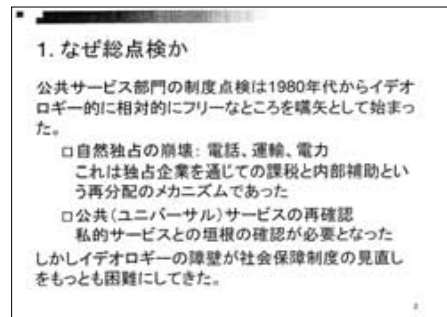 1. なぜ総点検か
公共サービス部門の制度点検は1980年代からイデオ
ロギー的に相対的にフリーなところを嚆矢として始まっ
た。
□自然独占の崩壊: 電話、運輸、電力
これは独占企業を通じての課税と内部補助とい
う再分配のメカニズムであった
□公共(ユニバーサル)サービスの再確認
私的サービスとの垣根の確認が必要となった
しかしイデオロギーの障壁が社会保障制度の見直し
をもっとも困難にしてきた。